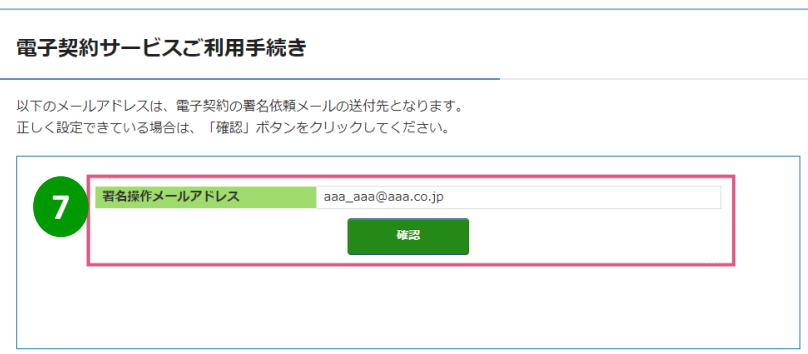 電子契約サービスご利用手続き
以下のメールアドレスは、電子契約の署名依頼メールの送付先となります。
正しく設定できている場合は、「確認」ボタンをクリックしてください。
7
署名操作メールアドレス aaa_aaa@aaa.co.jp
確認